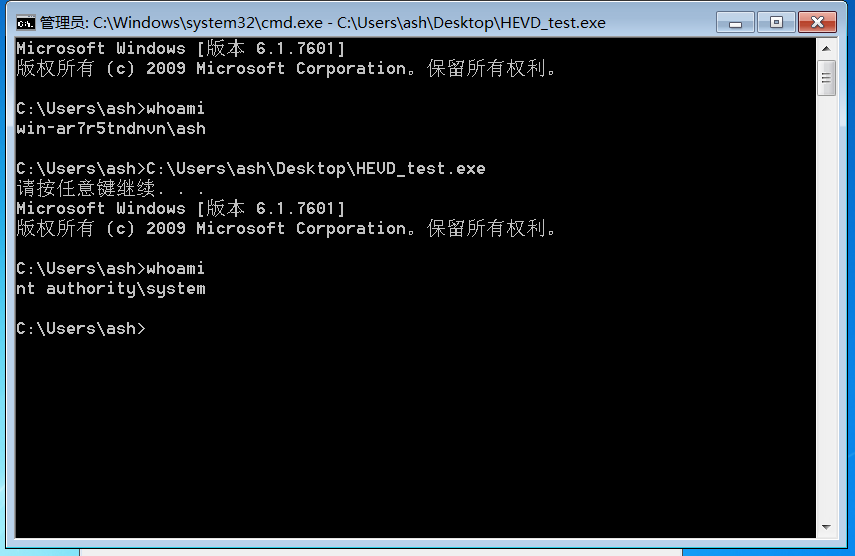 管理员: C:\Windows\system32\cmd.exe - C:\Users\ash\Desktop\HEVD_test.exe
Microsoft Windows [版本 6.1.7601]
版权所有 (c) 2009 Microsoft Corporation。保留所有权利。
C:\Users\ash>whoami
win-ar7r5tndnvn\ash
C:\Users\ash>C:\Users\ash\Desktop\HEVD_test.exe
请按任意键继续. . .
Microsoft Windows [版本 6.1.7601]
版权所有 (c) 2009 Microsoft Corporation。保留所有权利。
C:\Users\ash>whoami
nt authority\system
C:\Users\ash>